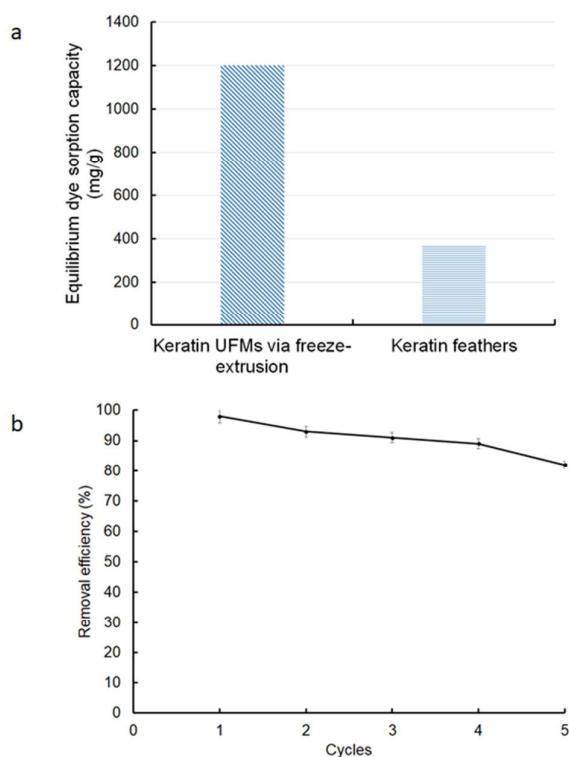 a
Equilibrium dye sorption capacity
(mg/g)
1400
1200
1000
800
600
400
200
0
Keratin UFMs via freeze-
extrusion
Keratin feathers
b
Removal efficiency (%)
100
90
80
70
60
50
40
30
20
10
0
0 1 2 3 4 5
Cycles